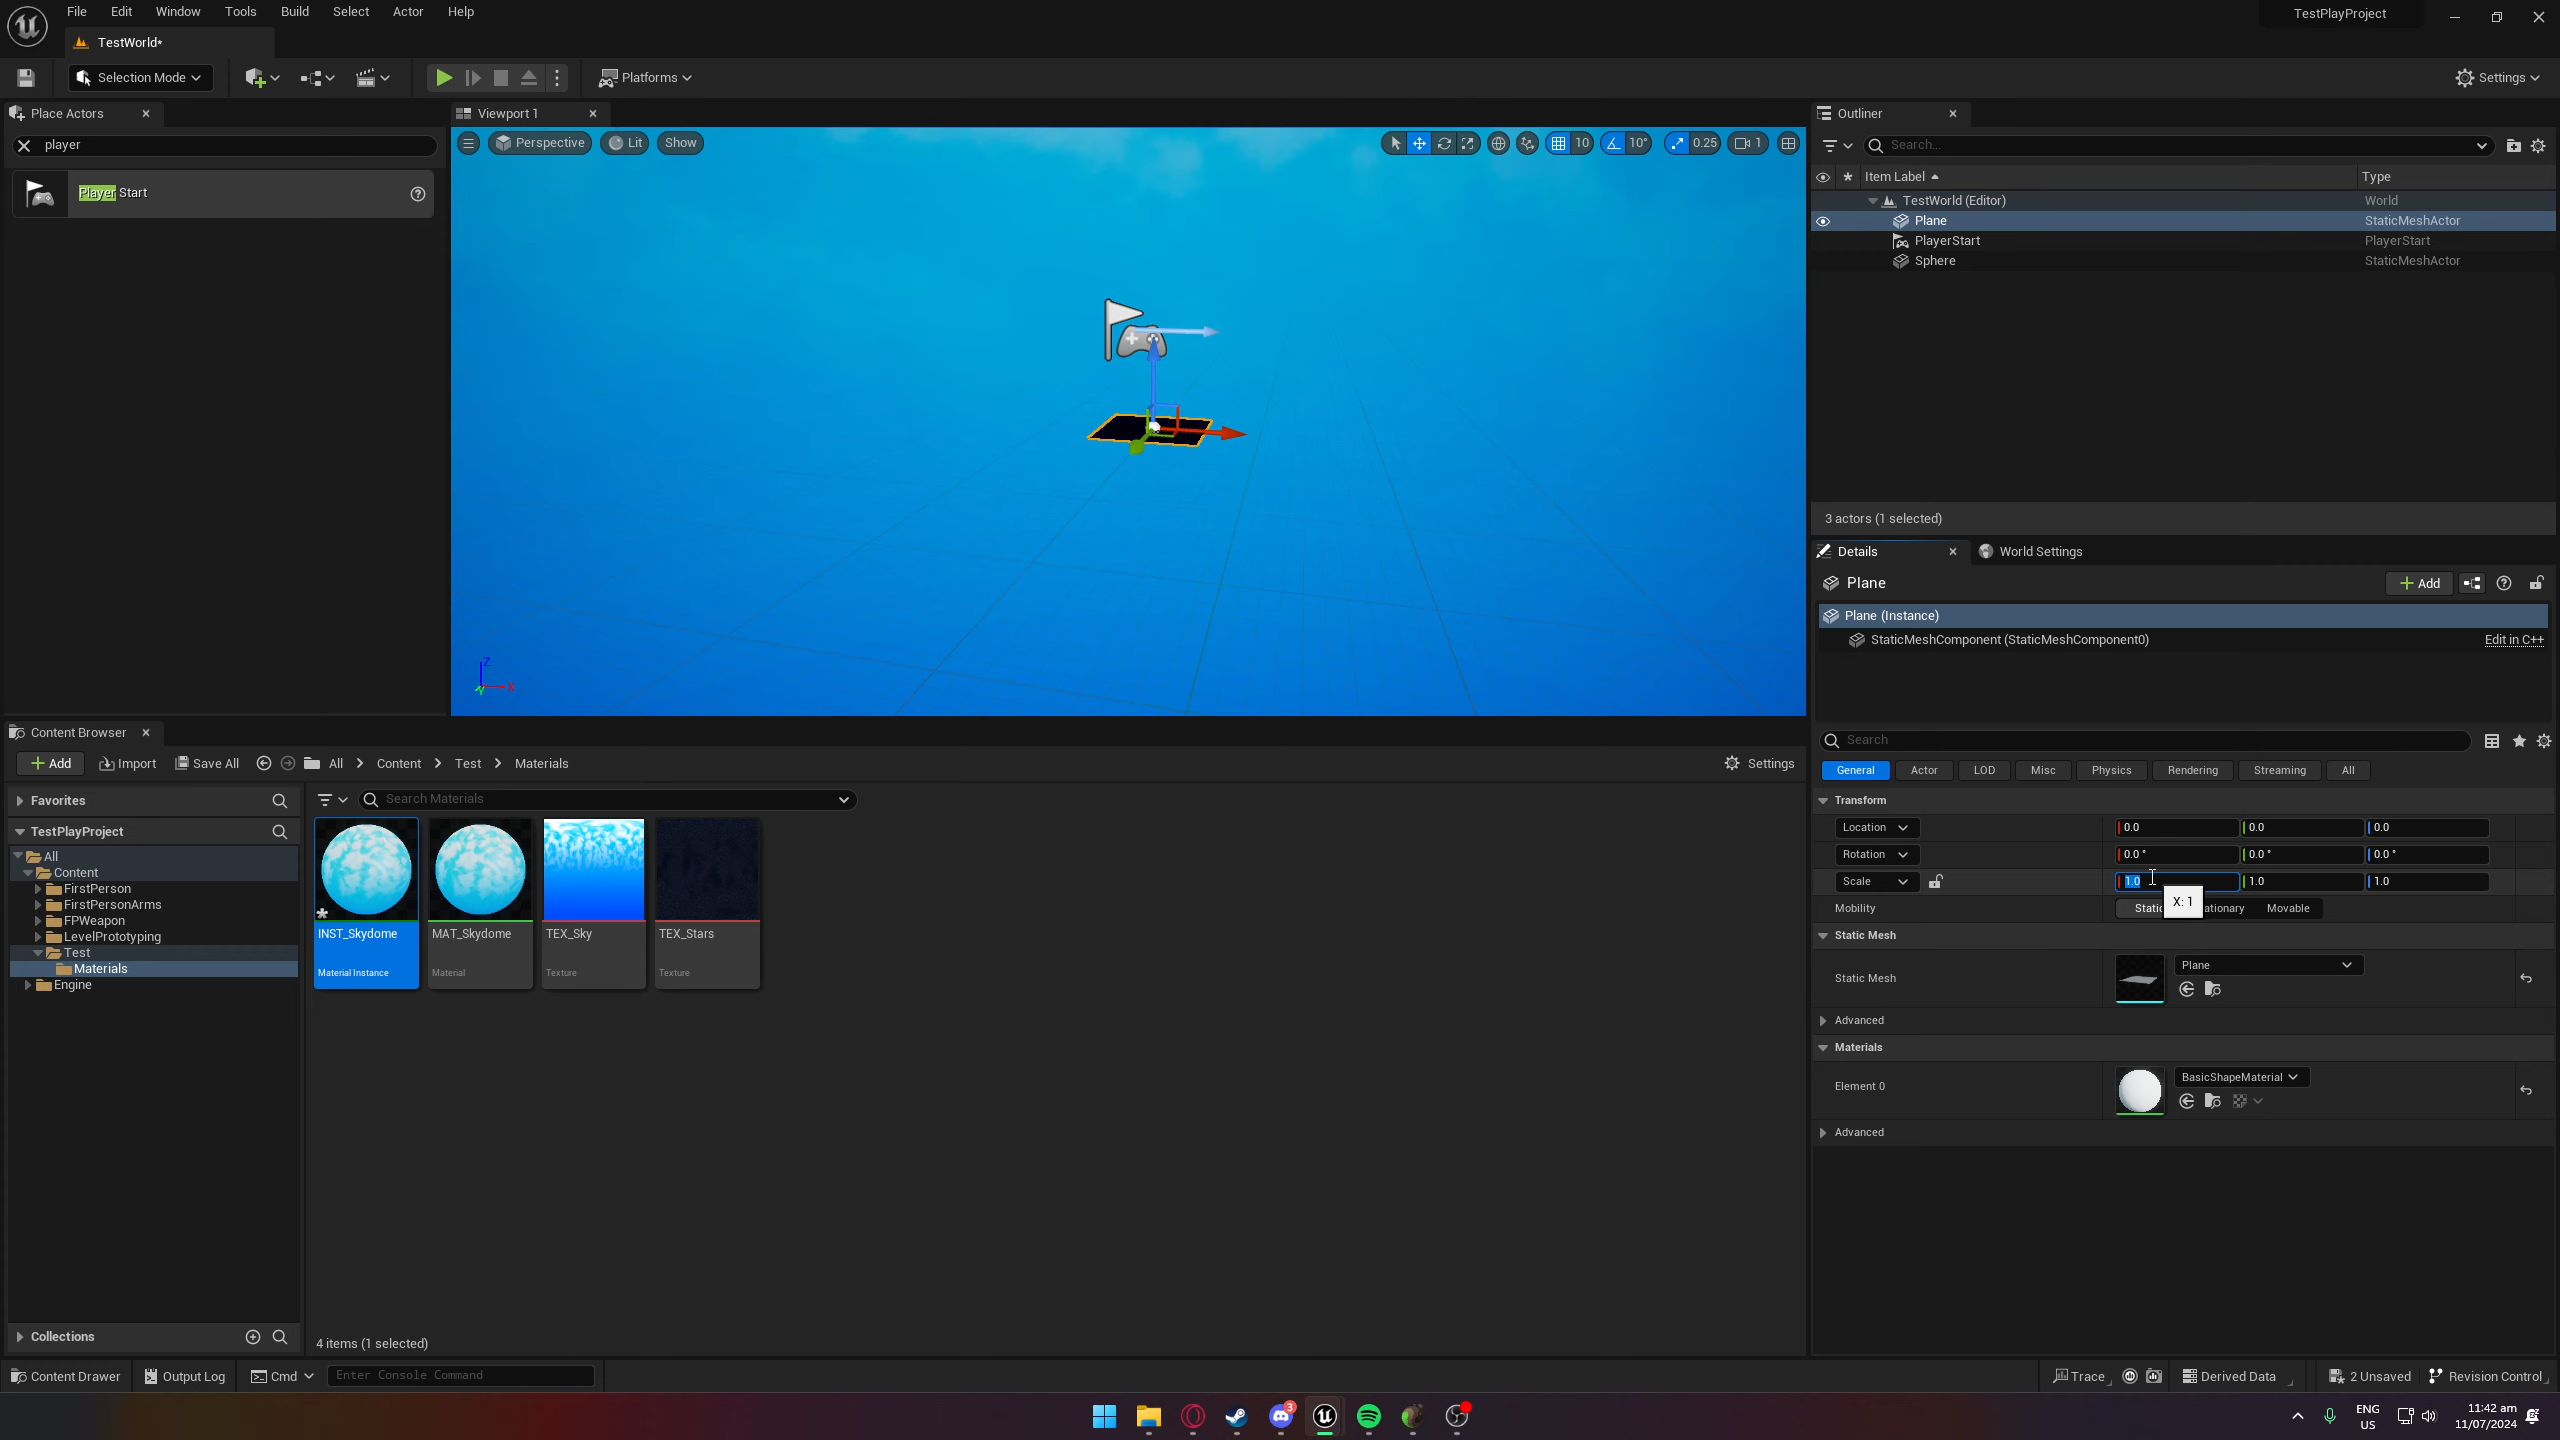 File Edit Window Tools Build Select Actor Help
TestPlayProject
TestWorld*
Selection Mode
Platforms
Settings
Place Actors
player
Player Start
Viewport 1
Perspective Lit Show
10 10° 0.25 1
Z
X
Y
Outliner
Search...
Item Label Type
TestWorld (Editor) World
Plane StaticMeshActor
PlayerStart PlayerStart
Sphere StaticMeshActor
3 actors (1 selected)
Details
World Settings
Plane
Add
Plane (Instance)
StaticMeshComponent (StaticMeshComponent0) Edit in C++
Search
General Actor LOD Misc Physics Rendering Streaming All
Transform
Location 0.0 0.0 0.0
Rotation 0.0 ° 0.0 ° 0.0 °
Scale 1.0 1.0 1.0
X: 1
Mobility Static tationary Movable
Static Mesh
Static Mesh Plane
Advanced
Materials
Element 0 BasicShapeMaterial
Advanced
Content Browser
Add Import Save All All Content Test Materials Settings
Favorites
TestPlayProject
All
Content
FirstPerson
FirstPersonArms
FPWeapon
LevelPrototyping
Test
Materials
Engine
Collections
Search Materials
INST_Skydome
Material Instance
MAT_Skydome
Material
TEX_Sky
Texture
TEX_Stars
Texture
4 items (1 selected)
Content Drawer Output Log Cmd Enter Console Command
Trace Derived Data 2 Unsaved Revision Control
3
ENG
US
11:42 am
11/07/2024